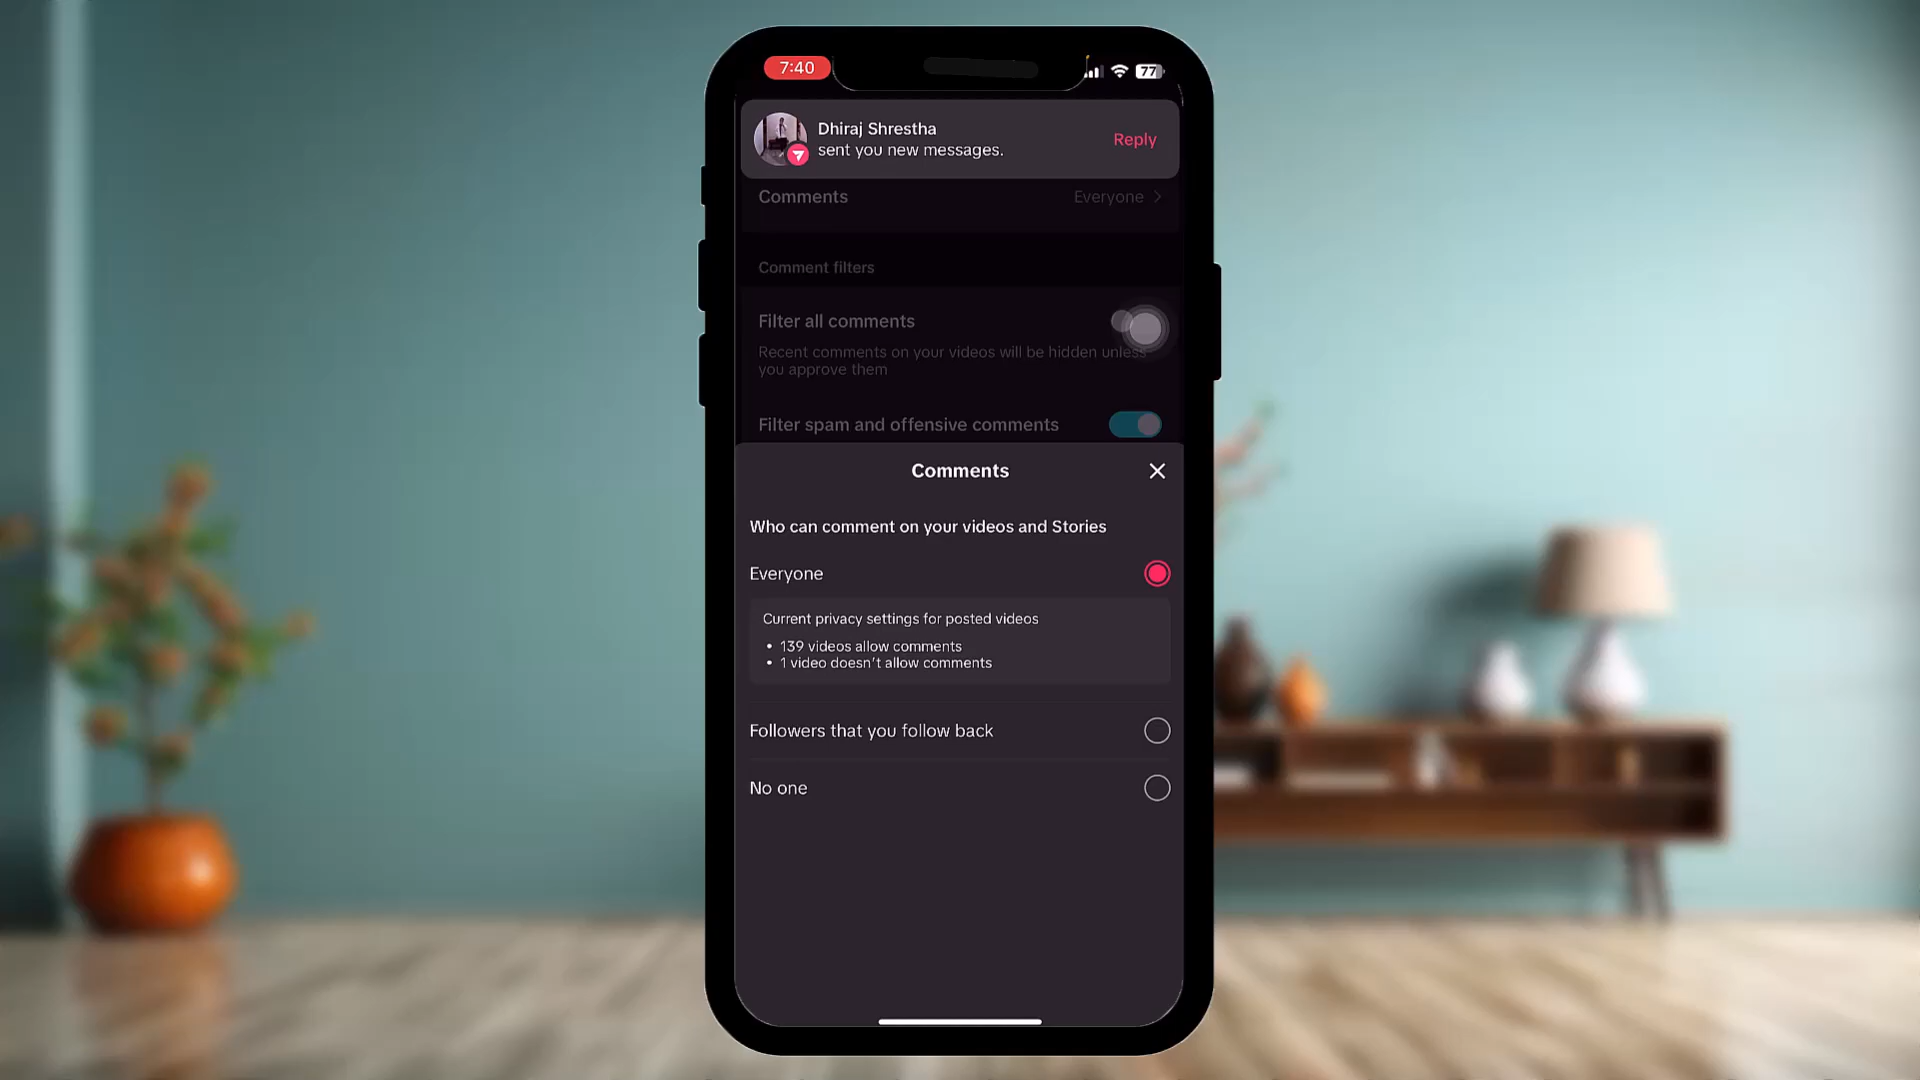 7:40
77
Dhiraj Shrestha
sent you new messages.
Reply
Comments
Everyone
Comment filters
Filter all comments
Recent comments on your videos will be hidden unless
you approve them
Filter spam and offensive comments
Comments
Who can comment on your videos and Stories
Everyone
Current privacy settings for posted videos
• 139 videos allow comments
• 1 video doesn't allow comments
Followers that you follow back
No one